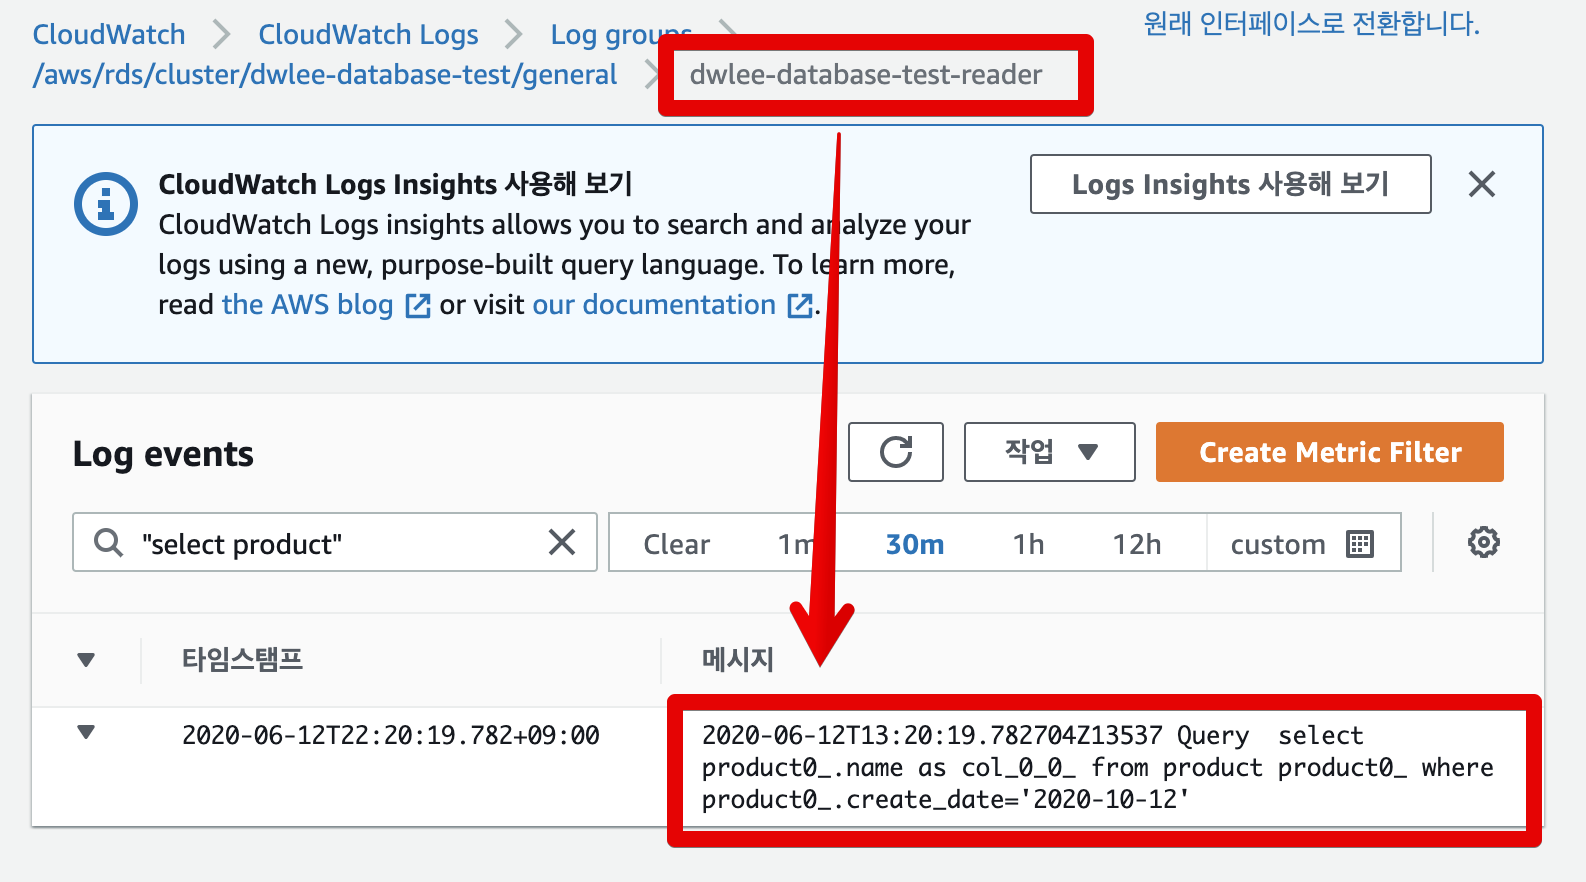 CloudWatch > CloudWatch Logs > Log groups >
원래 인터페이스로 전환합니다.
/aws/rds/cluster/dwlee-database-test/general > dwlee-database-test-reader
CloudWatch Logs Insights 사용해 보기
CloudWatch Logs insights allows you to search and analyze your
logs using a new, purpose-built query language. To learn more,
read the AWS blog or visit our documentation.
Logs Insights 사용해 보기
Log events
작업
Create Metric Filter
"select product"
Clear 1m 30m 1h 12h custom
타임스탬프 메시지
2020-06-12T22:20:19.782+09:00
2020-06-12T13:20:19.782704Z13537 Query select
product0_.name as col_0_0_ from product product0_ where
product0_.create_date='2020-10-12'